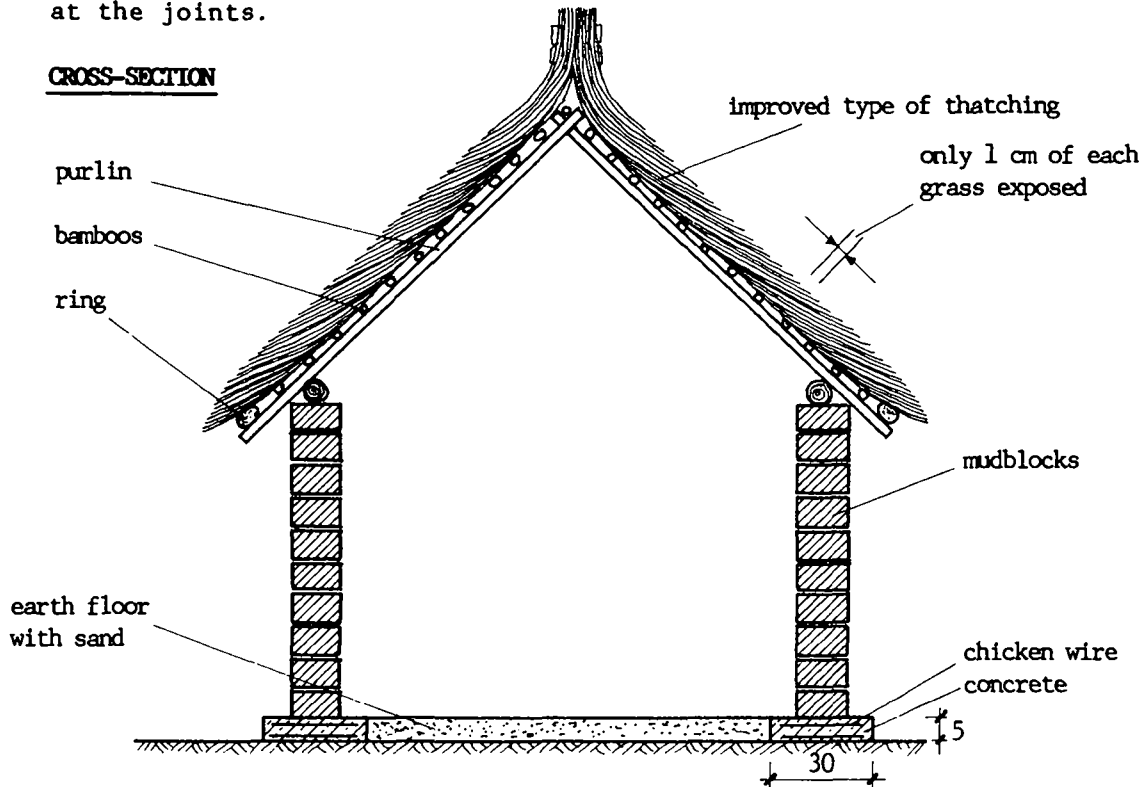 at the joints.
CROSS-SECTION
improved type of thatching
only 1 cm of each
grass exposed
purlin
bamboos
ring
mudblocks
earth floor
with sand
chicken wire
concrete
5
30